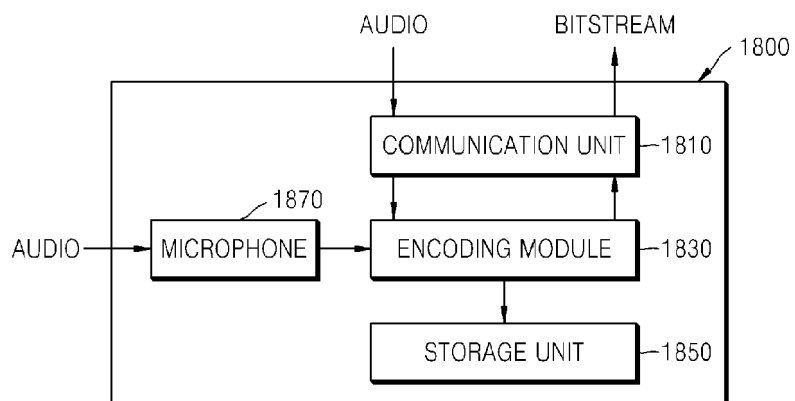 AUDIO BITSTREAM
1800
COMMUNICATION UNIT 1810
1870
AUDIO MICROPHONE ENCODING MODULE 1830
STORAGE UNIT 1850